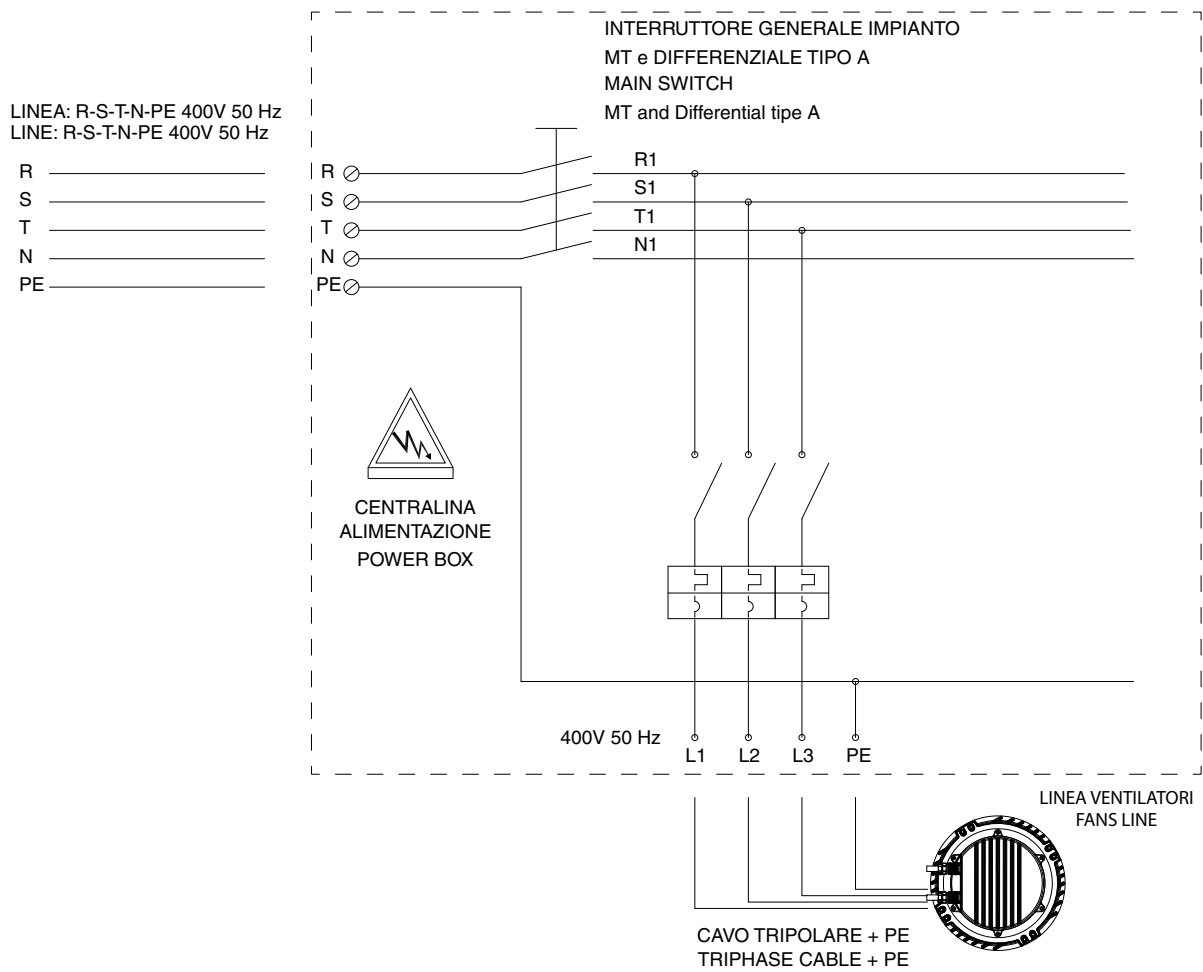 INTERRUTTORE GENERALE IMPIANTO
MT e DIFFERENZIALE TIPO A
MAIN SWITCH
MT and Differential tipe A
LINEA: R-S-T-N-PE 400V 50 Hz
LINE: R-S-T-N-PE 400V 50 Hz
R R R1
S S S1
T T T1
N N N1
PE PE
CENTRALINA
ALIMENTAZIONE
POWER BOX
400V 50 Hz
L1 L2 L3 PE
LINEA VENTILATORI
FANS LINE
CAVO TRIPOLARE + PE
TRIPHASE CABLE + PE